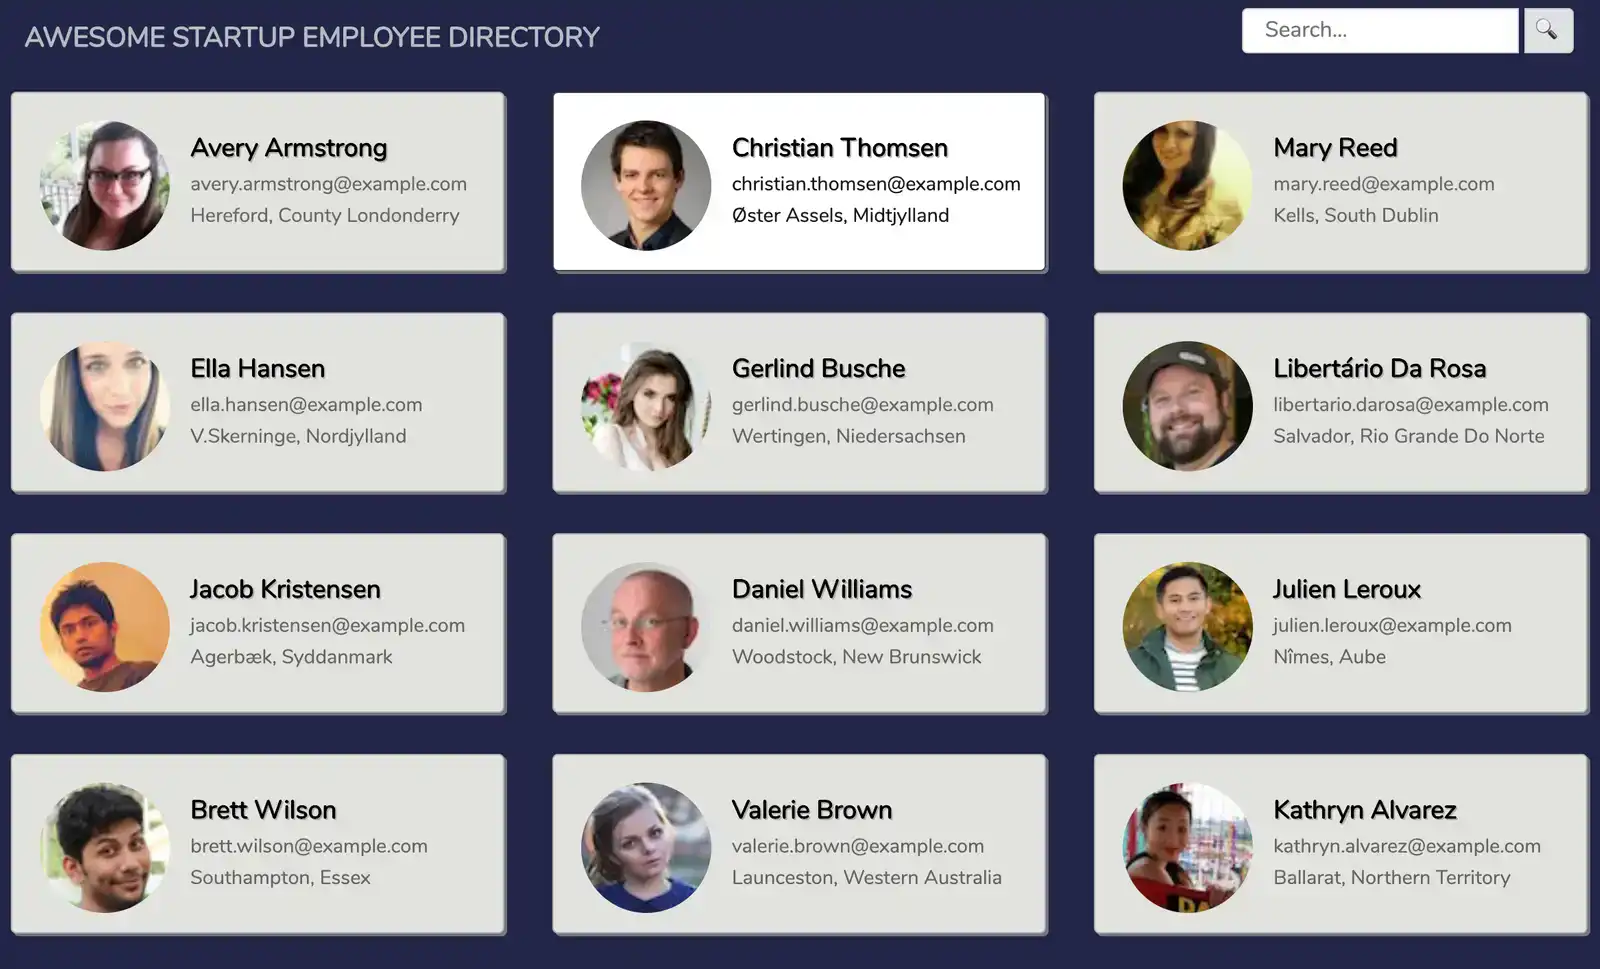 AWESOME STARTUP EMPLOYEE DIRECTORY
Search...
Avery Armstrong
avery.armstrong@example.com
Hereford, County Londonderry
Christian Thomsen
christian.thomsen@example.com
Øster Assels, Midtjylland
Mary Reed
mary.reed@example.com
Kells, South Dublin
Ella Hansen
ella.hansen@example.com
V.Skerninge, Nordjylland
Gerlind Busche
gerlind.busche@example.com
Wertingen, Niedersachsen
Libertário Da Rosa
libertario.darosa@example.com
Salvador, Rio Grande Do Norte
Jacob Kristensen
jacob.kristensen@example.com
Agerbæk, Syddanmark
Daniel Williams
daniel.williams@example.com
Woodstock, New Brunswick
Julien Leroux
julien.leroux@example.com
Nîmes, Aube
Brett Wilson
brett.wilson@example.com
Southampton, Essex
Valerie Brown
valerie.brown@example.com
Launceston, Western Australia
Kathryn Alvarez
kathryn.alvarez@example.com
Ballarat, Northern Territory